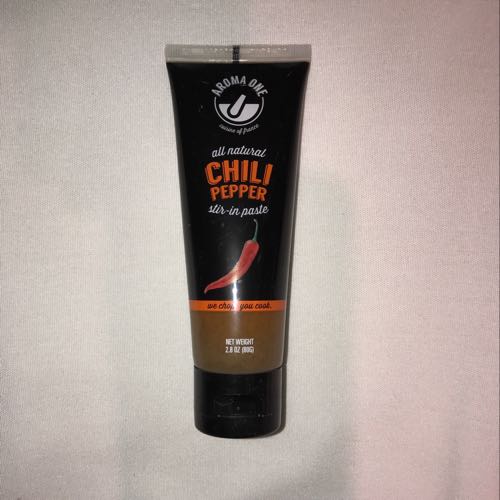 AROMA ONE
cuisine of france
all natural
CHILI
PEPPER
stir-in paste
we chop, you cook.
NET WEIGHT
2.8 OZ (80G)